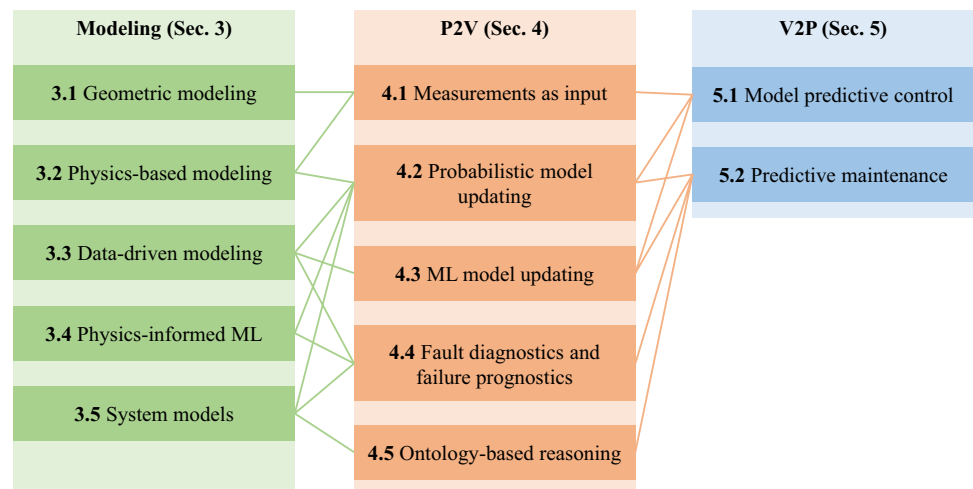 Modeling (Sec. 3)
3.1 Geometric modeling
3.2 Physics-based modeling
3.3 Data-driven modeling
3.4 Physics-informed ML
3.5 System models
P2V (Sec. 4)
4.1 Measurements as input
4.2 Probabilistic model
updating
4.3 ML model updating
4.4 Fault diagnostics and
failure prognostics
4.5 Ontology-based reasoning
V2P (Sec. 5)
5.1 Model predictive control
5.2 Predictive maintenance